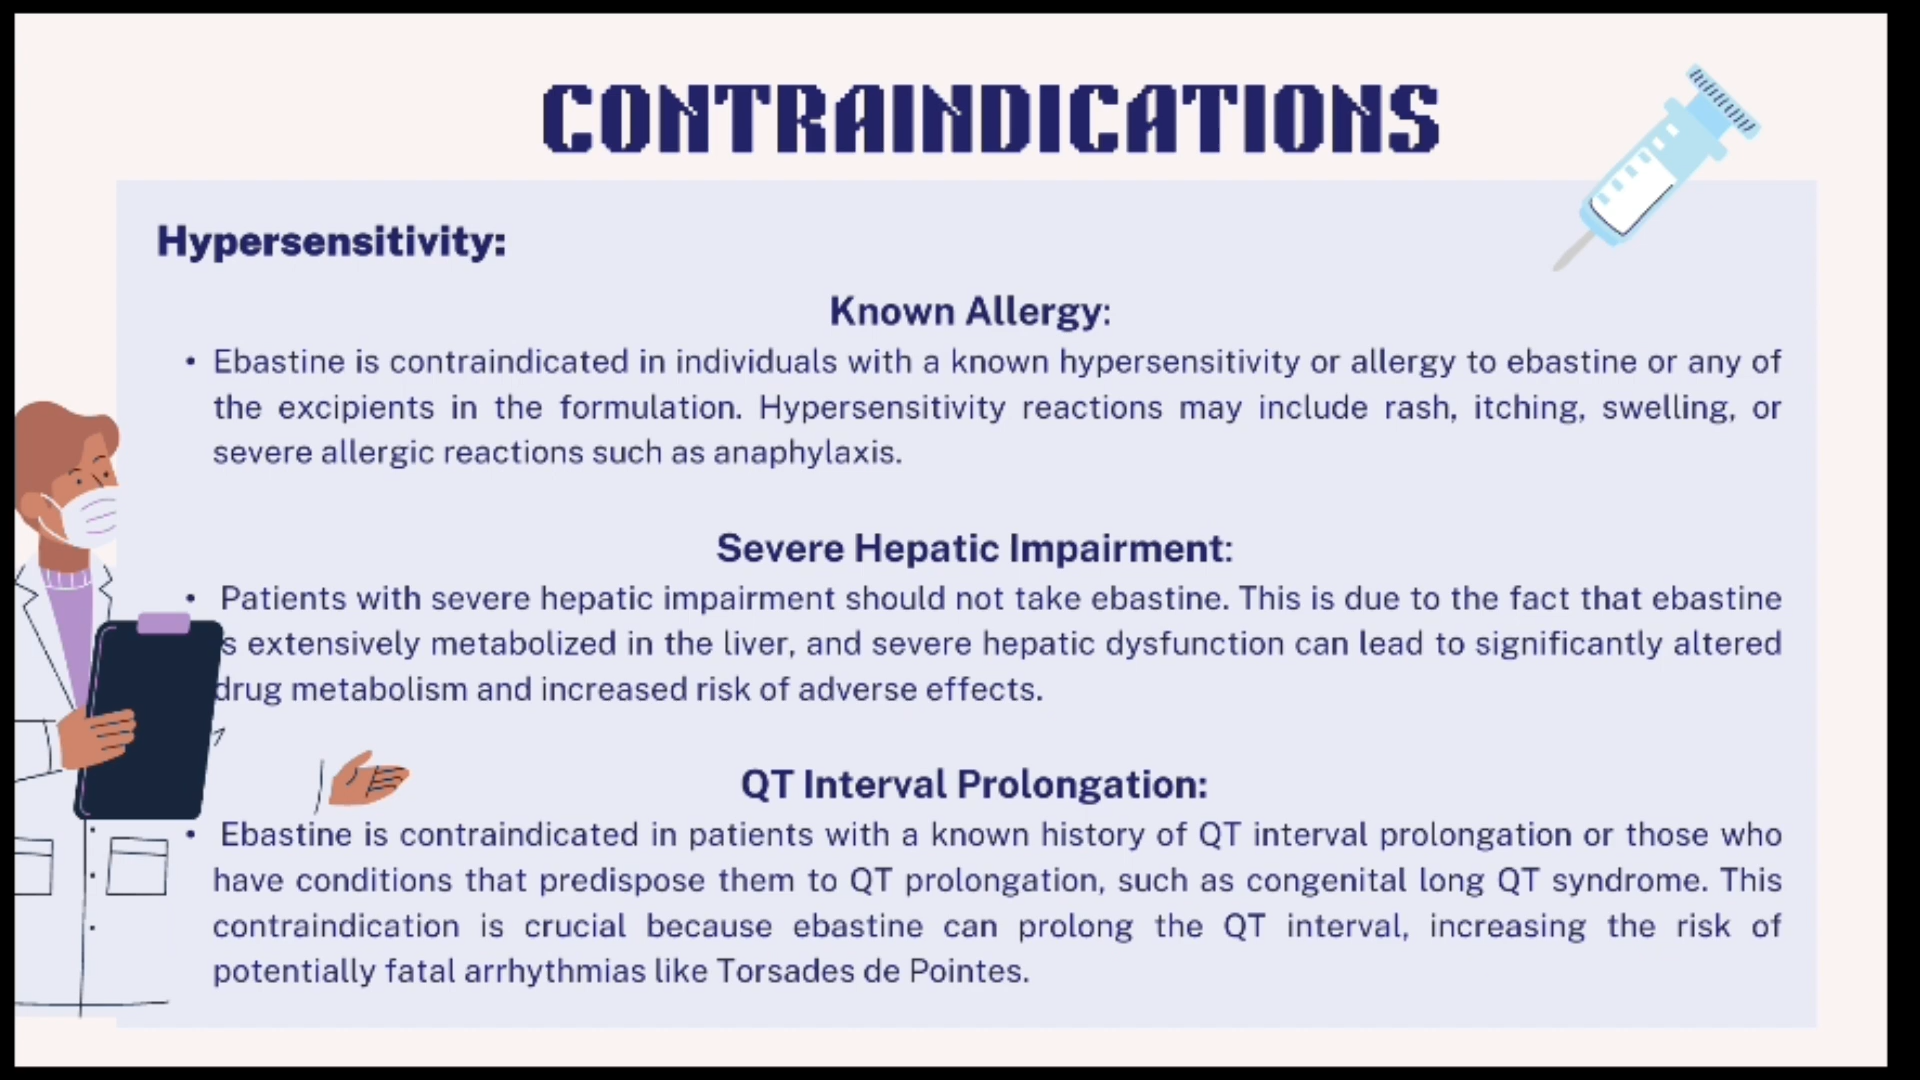 CONTRAINDICATIONS
Hypersensitivity:
Known Allergy:
• Ebastine is contraindicated in individuals with a known hypersensitivity or allergy to ebastine or any of
the excipients in the formulation. Hypersensitivity reactions may include rash, itching, swelling, or
severe allergic reactions such as anaphylaxis.
Severe Hepatic Impairment:
• Patients with severe hepatic impairment should not take ebastine. This is due to the fact that ebastine
s extensively metabolized in the liver, and severe hepatic dysfunction can lead to significantly altered
drug metabolism and increased risk of adverse effects.
QT Interval Prolongation:
• Ebastine is contraindicated in patients with a known history of QT interval prolongation or those who
have conditions that predispose them to QT prolongation, such as congenital long QT syndrome. This
contraindication is crucial because ebastine can prolong the QT interval, increasing the risk of
potentially fatal arrhythmias like Torsades de Pointes.